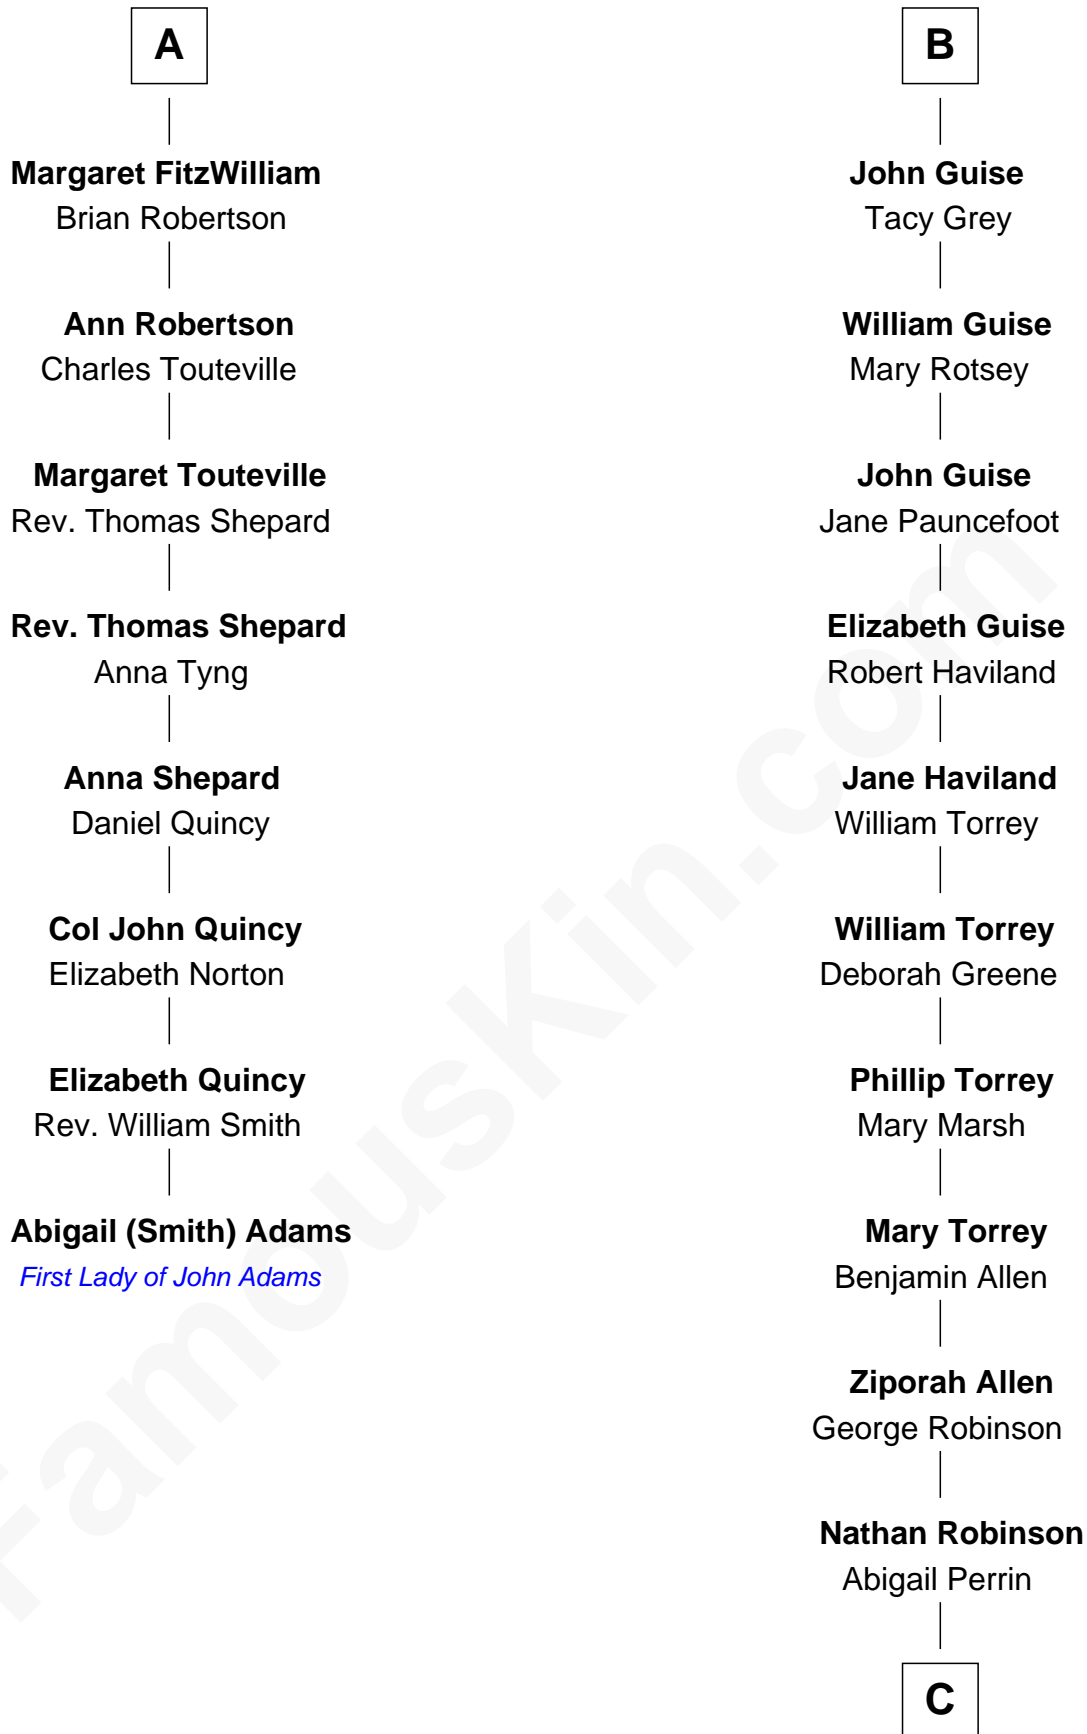 A
Margaret FitzWilliam
Brian Robertson
Ann Robertson
Charles Touteville
Margaret Touteville
Rev. Thomas Shepard
Rev. Thomas Shepard
Anna Tyng
Anna Shepard
Daniel Quincy
Col John Quincy
Elizabeth Norton
Elizabeth Quincy
Rev. William Smith
Abigail (Smith) Adams
First Lady of John Adams
B
John Guise
Tacy Grey
William Guise
Mary Rotsey
John Guise
Jane Pauncefoot
Elizabeth Guise
Robert Haviland
Jane Haviland
William Torrey
William Torrey
Deborah Greene
Phillip Torrey
Mary Marsh
Mary Torrey
Benjamin Allen
Ziporah Allen
George Robinson
Nathan Robinson
Abigail Perrin
C
FamousKin.com